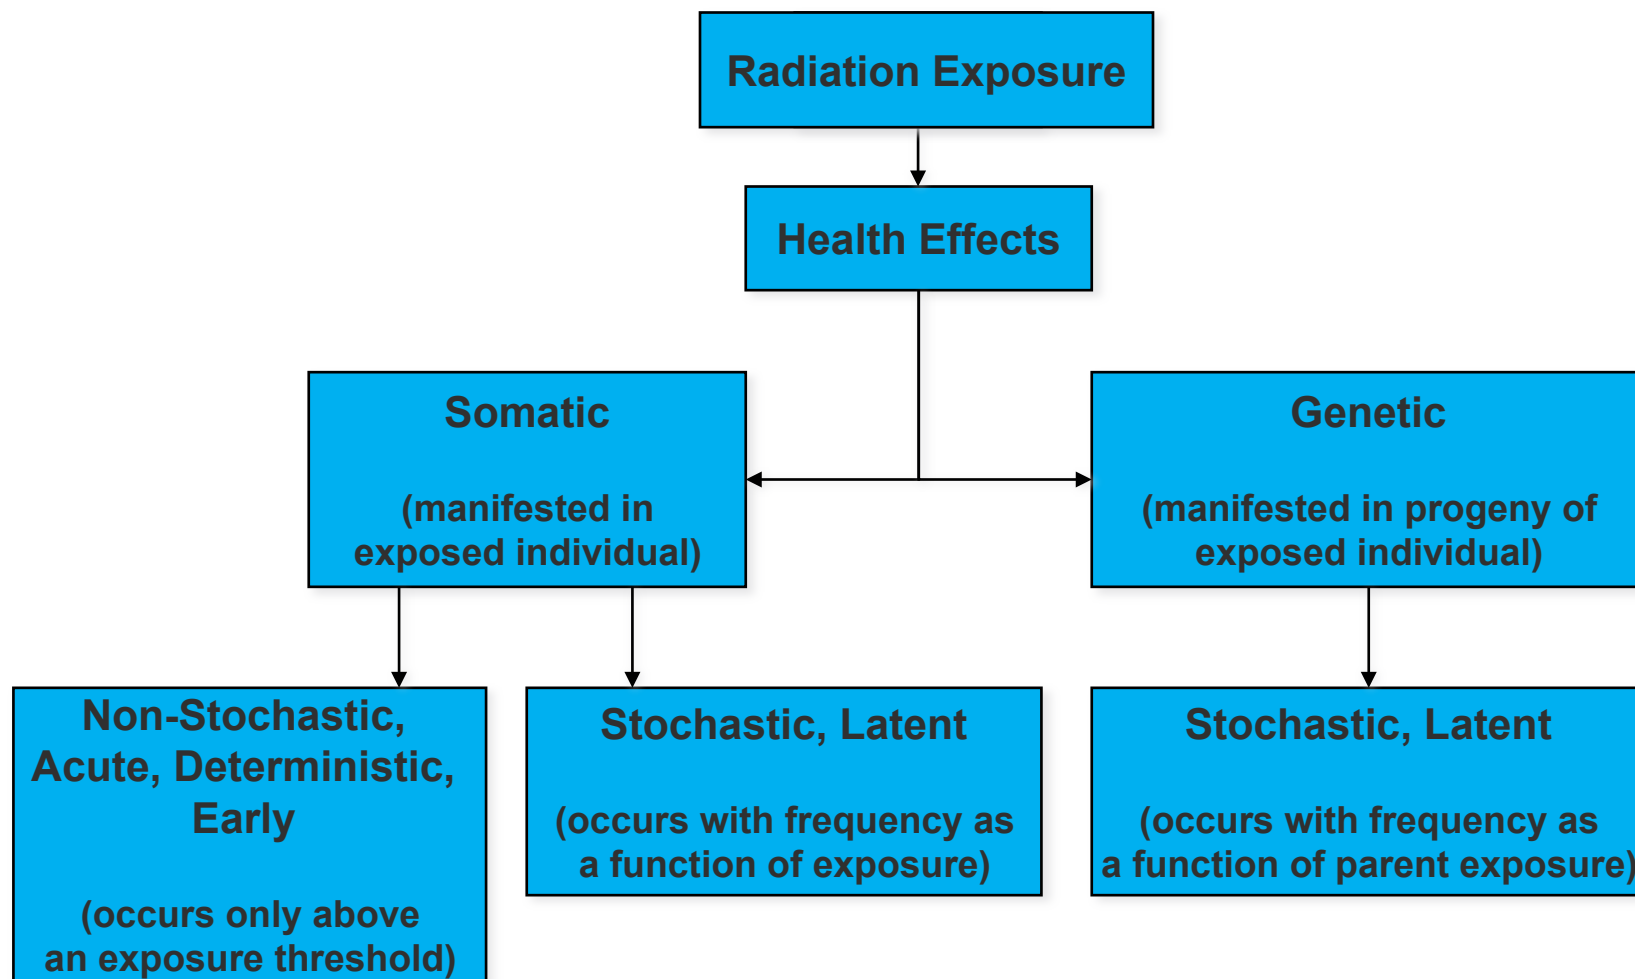 Radiation Exposure
Health Effects
Somatic
(manifested in
exposed individual)
Genetic
(manifested in progeny of
exposed individual)
Non-Stochastic,
Acute, Deterministic,
Early
(occurs only above
an exposure threshold)
Stochastic, Latent
(occurs with frequency as
a function of exposure)
Stochastic, Latent
(occurs with frequency as
a function of parent exposure)